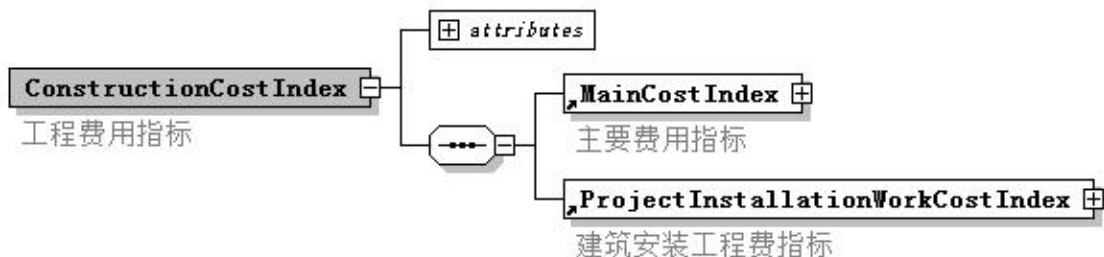 attributes
ConstructionCostIndex
工程费用指标
MainCostIndex
主要费用指标
ProjectInstallationWorkCostIndex
建筑安装工程费指标